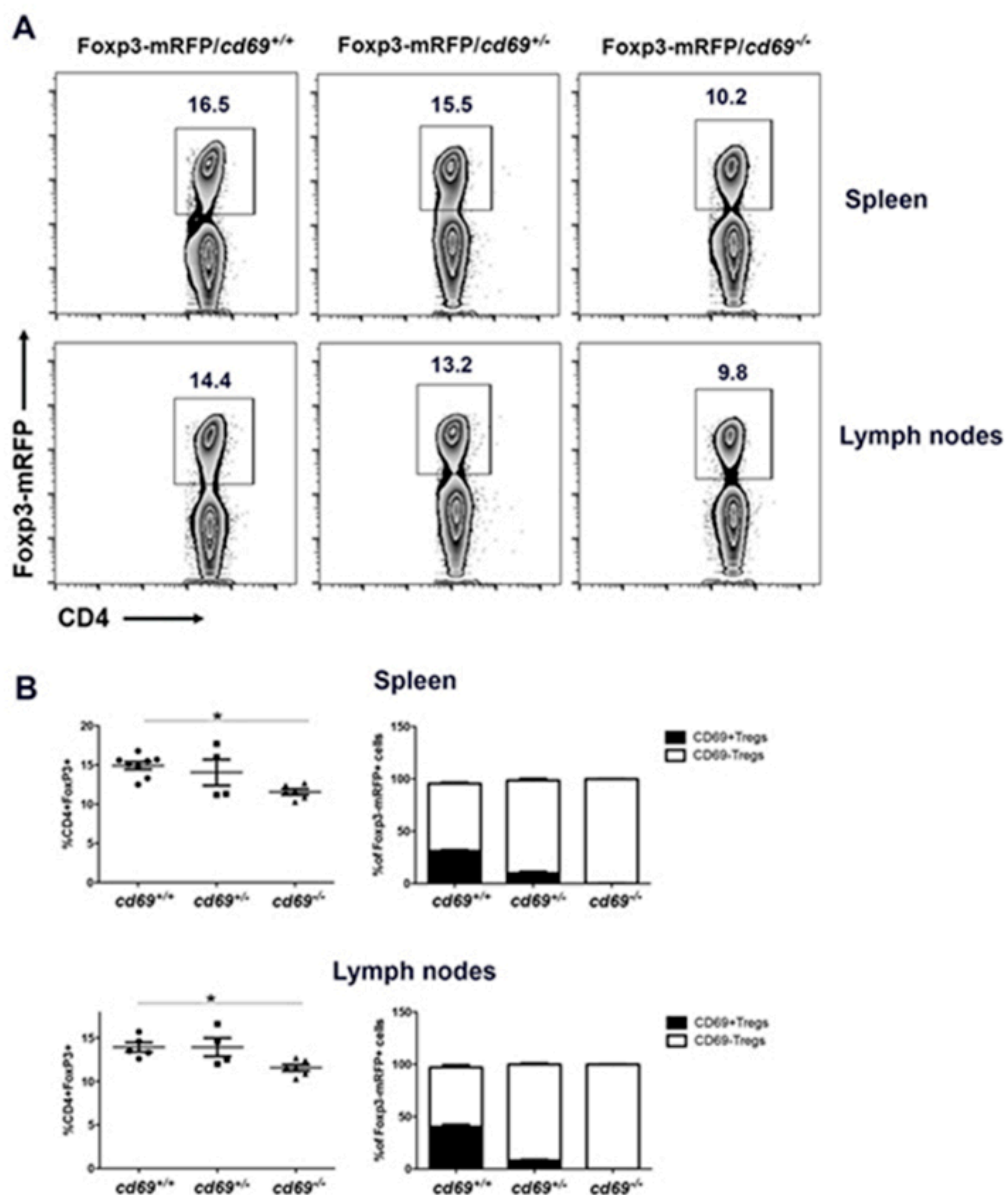 A
Foxp3-mRFP/cd69+/+ Foxp3-mRFP/cd69+/- Foxp3-mRFP/cd69-/-
16.5 15.5 10.2
Spleen
14.4 13.2 9.8
Lymph nodes
Foxp3-mRFP
CD4
B
Spleen
%CD4+FoxP3+
20
15
10
5
0
*
cd69+/+ cd69+/- cd69-/-
%of Foxp3-mRFP+ cells
150
100
50
0
cd69+/+ cd69+/- cd69-/-
CD69+Tregs
CD69-Tregs
Lymph nodes
%CD4+FoxP3+
15
10
5
0
*
cd69+/+ cd69+/- cd69-/-
%of Foxp3-mRFP+ cells
150
100
50
0
cd69+/+ cd69+/- cd69-/-
CD69+Tregs
CD69-Tregs